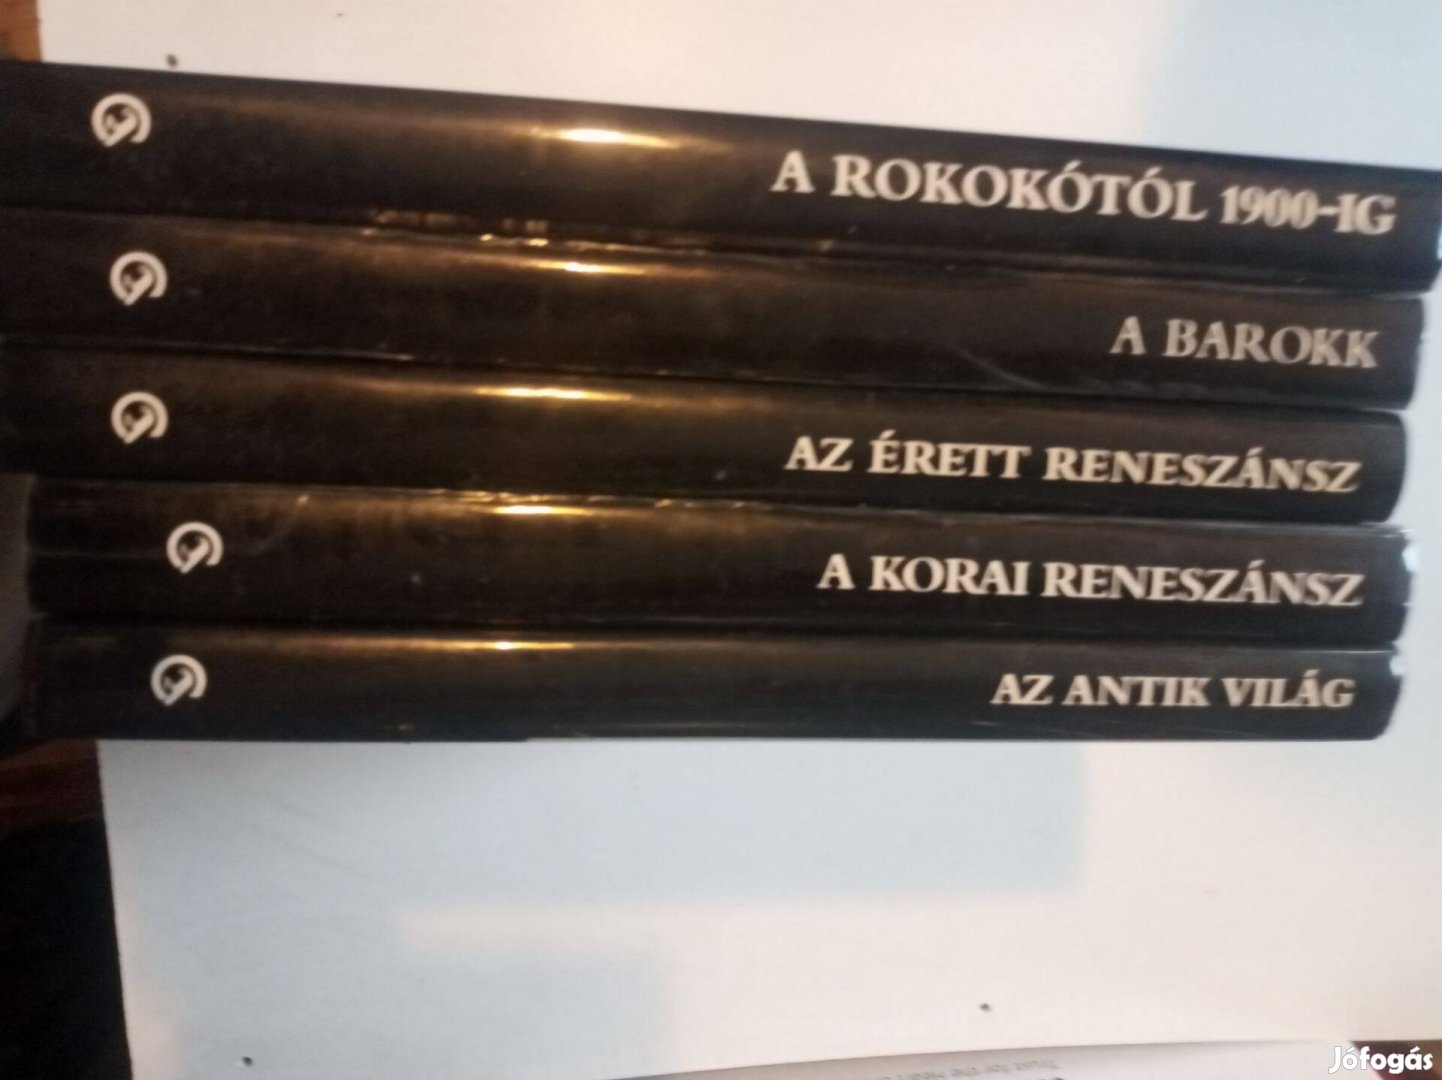 A ROKOKÓTÓL 1900-IG
A BAROKK
AZ ÉRETT RENESZÁNSZ
A KORAI RENESZÁNSZ
AZ ANTIK VILÁG
Jófogás